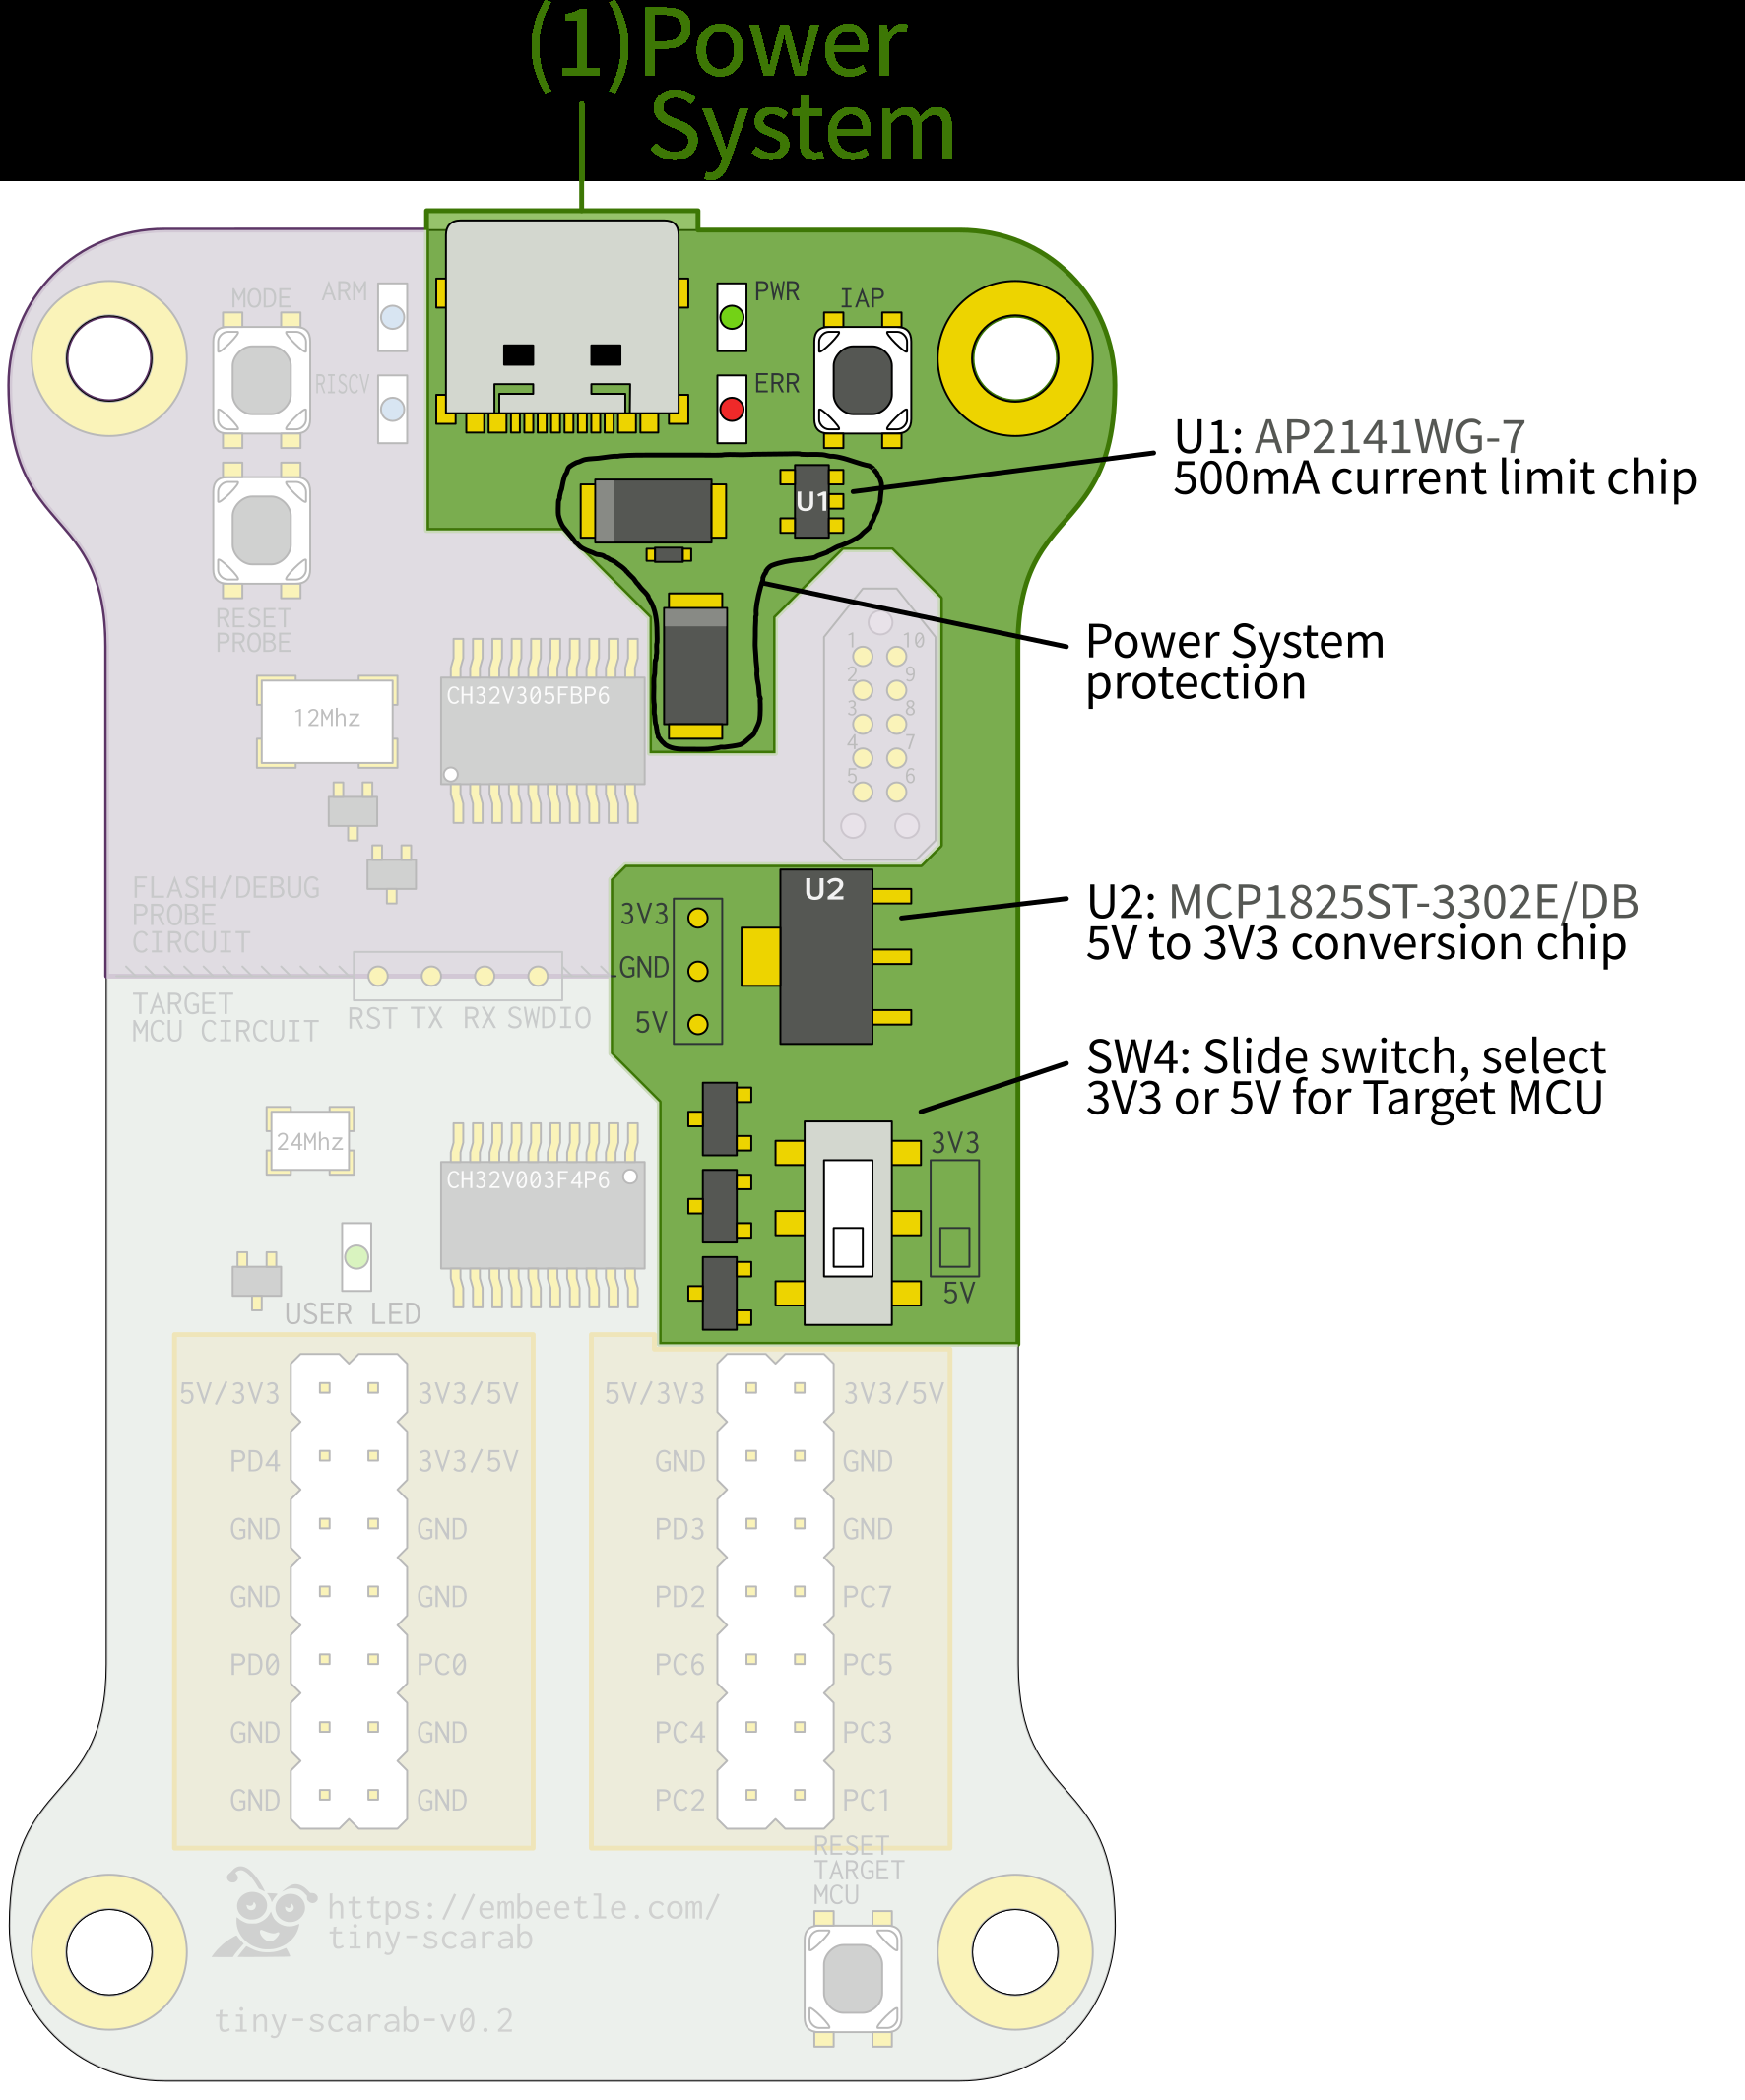 (1)Power
System
MODE
ARM
PWR
IAP
RISCV
ERR
U1: AP2141WG-7
500mA current limit chip
U1
RESET
PROBE
Power System
protection
1 10
2 9
3 8
4 7
5 6
CH32V305FBP6
12Mhz
FLASH/DEBUG
PROBE
CIRCUIT
TARGET
MCU CIRCUIT
RST TX RX SWDIO
3V3
GND
5V
U2
U2: MCP1825ST-3302E/DB
5V to 3V3 conversion chip
SW4: Slide switch, select
3V3 or 5V for Target MCU
24Mhz
CH32V003F4P6
3V3
5V
USER LED
5V/3V3 3V3/5V 5V/3V3 3V3/5V
PD4 3V3/5V GND GND
GND GND PD3 GND
GND GND PD2 PC7
PD0 PC0 PC6 PC5
GND GND PC4 PC3
GND GND PC2 PC1
RESET
TARGET
MCU
https://embeetle.com/
tiny-scarab
tiny-scarab-v0.2